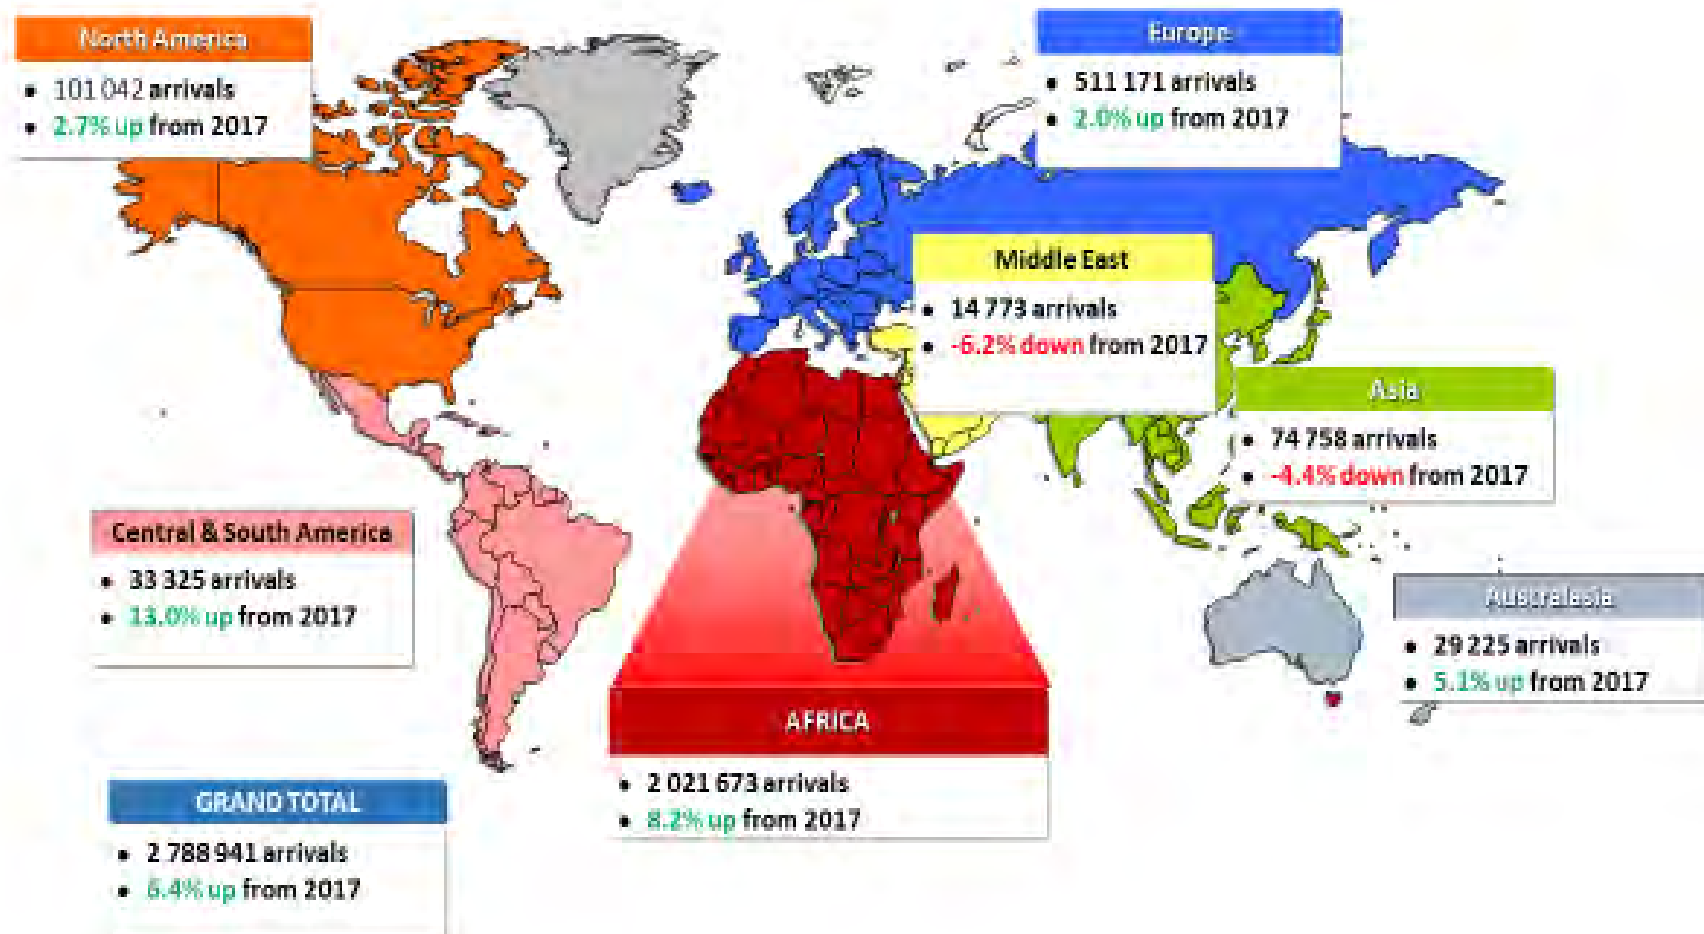 North America
• 101 042 arrivals
• 2.7% up from 2017
Europe
• 511 171 arrivals
• 2.0% up from 2017
Middle East
• 14 773 arrivals
• -6.2% down from 2017
Asia
• 74 758 arrivals
• -4.4% down from 2017
Central & South America
• 33 325 arrivals
• 13.0% up from 2017
Australasia
• 29 225 arrivals
• 5.1% up from 2017
AFRICA
• 2 021 673 arrivals
• 8.2% up from 2017
GRAND TOTAL
• 2 788 941 arrivals
• 6.4% up from 2017